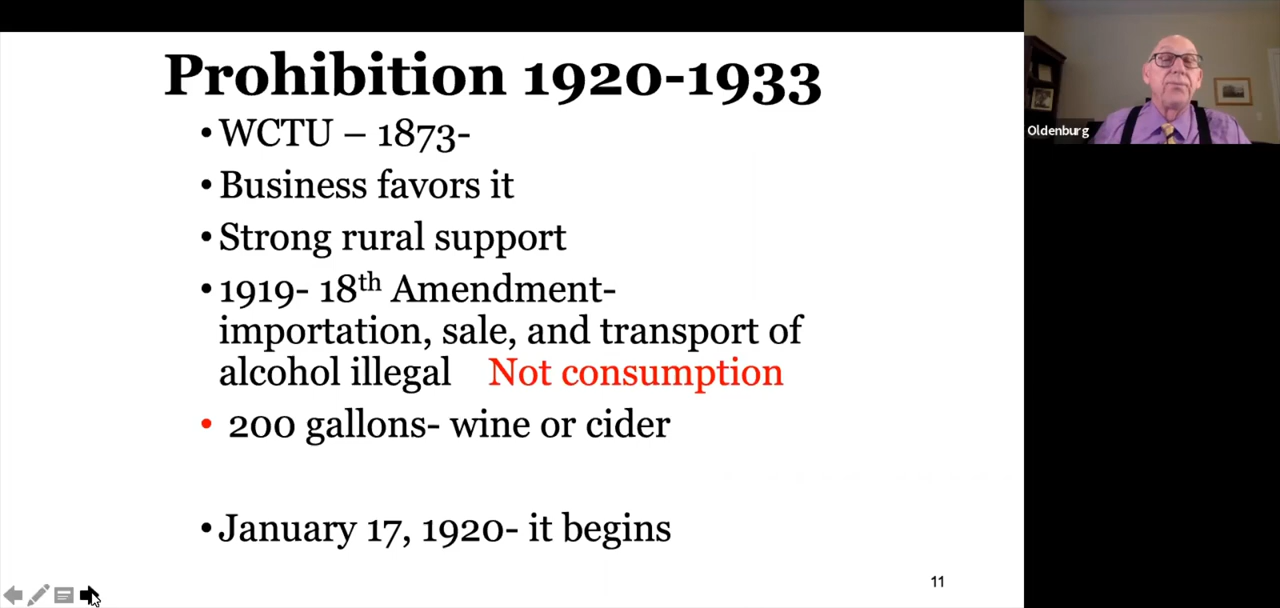 Prohibition 1920-1933
• WCTU – 1873-
• Business favors it
• Strong rural support
• 1919- 18th Amendment-
importation, sale, and transport of
alcohol illegal Not consumption
• 200 gallons- wine or cider
• January 17, 1920- it begins
11
Oldenburg